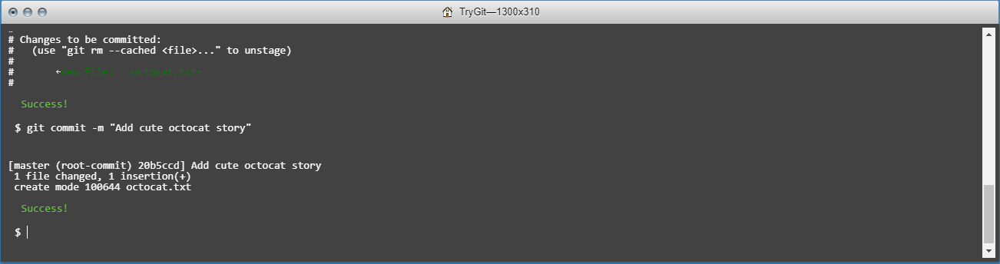 TryGit—1300x310
# Changes to be committed:
#   (use "git rm --cached <file>..." to unstage)
#
#       ←new file:   octocat.txt←
#
Success!
$ git commit -m "Add cute octocat story"
[master (root-commit) 20b5ccd] Add cute octocat story
1 file changed, 1 insertion(+)
create mode 100644 octocat.txt
Success!
$